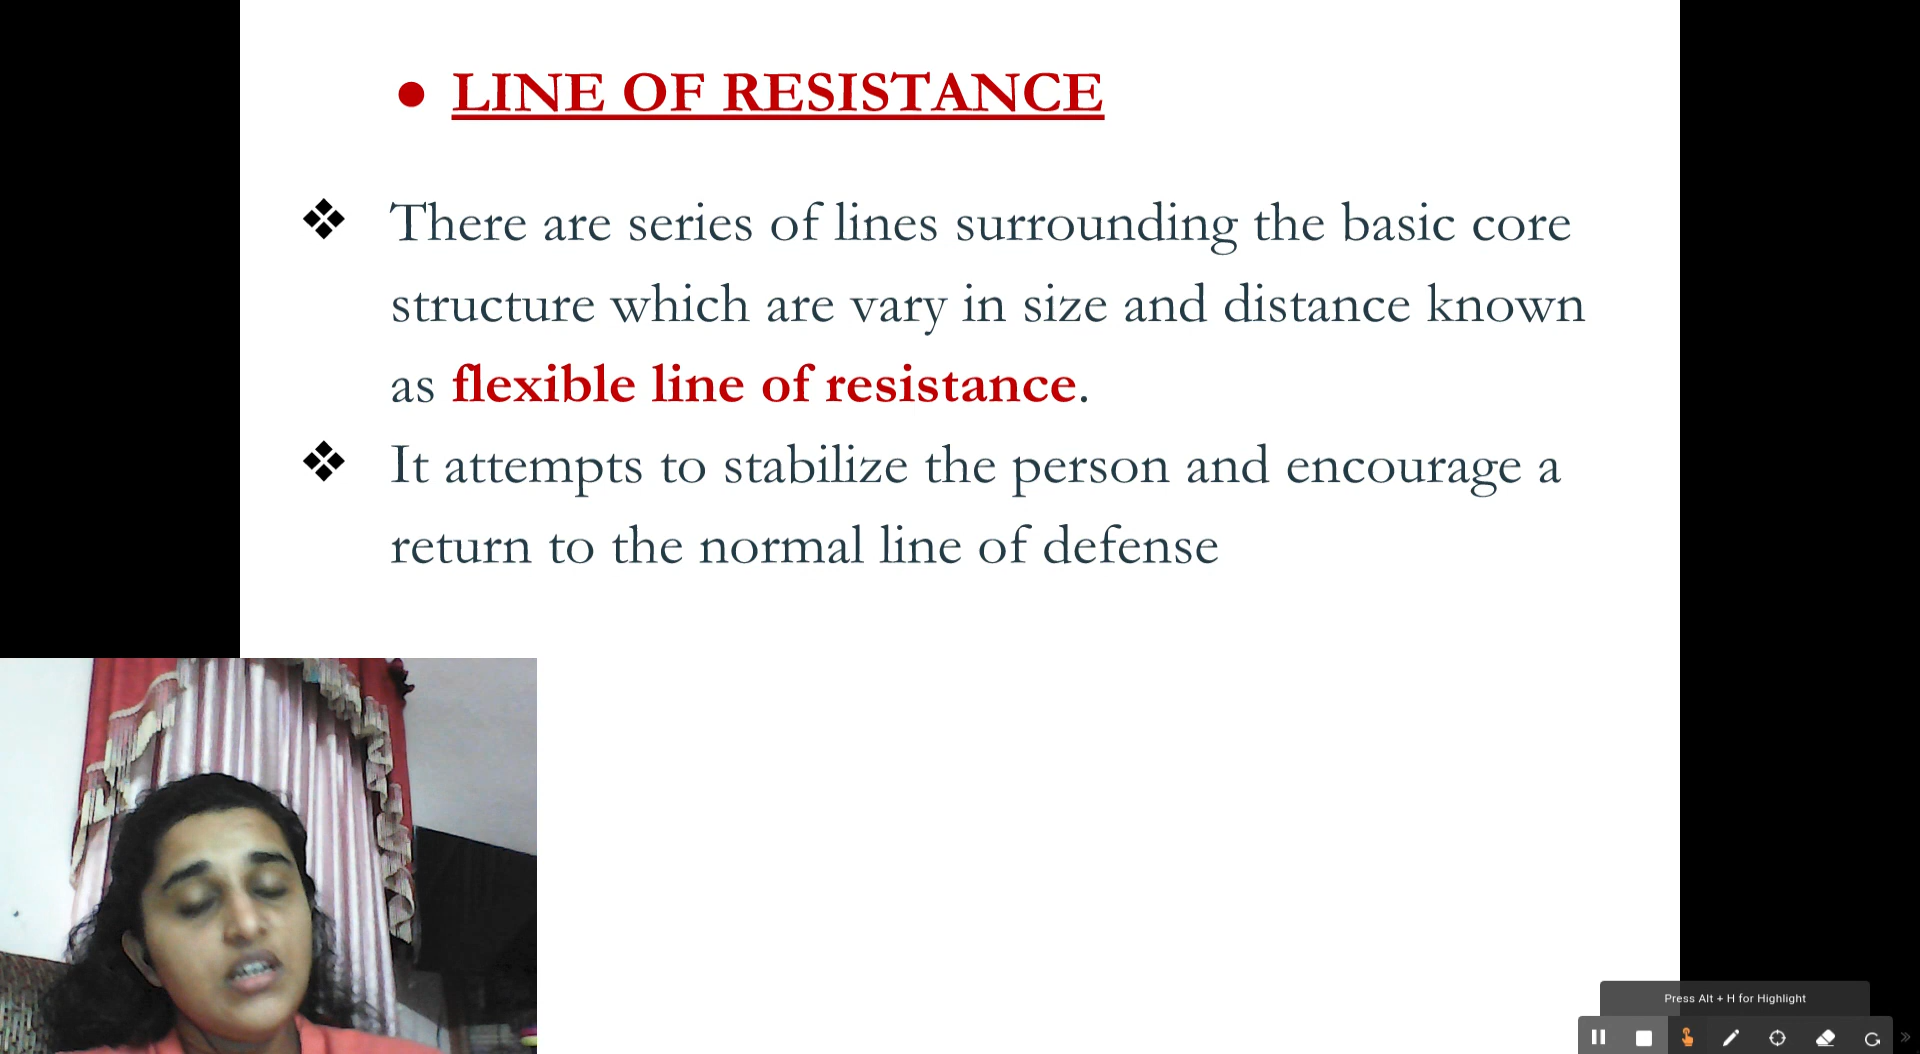 ● LINE OF RESISTANCE
❖ There are series of lines surrounding the basic core
structure which are vary in size and distance known
as flexible line of resistance.
❖ It attempts to stabilize the person and encourage a
return to the normal line of defense
Press Alt + H for Highlight